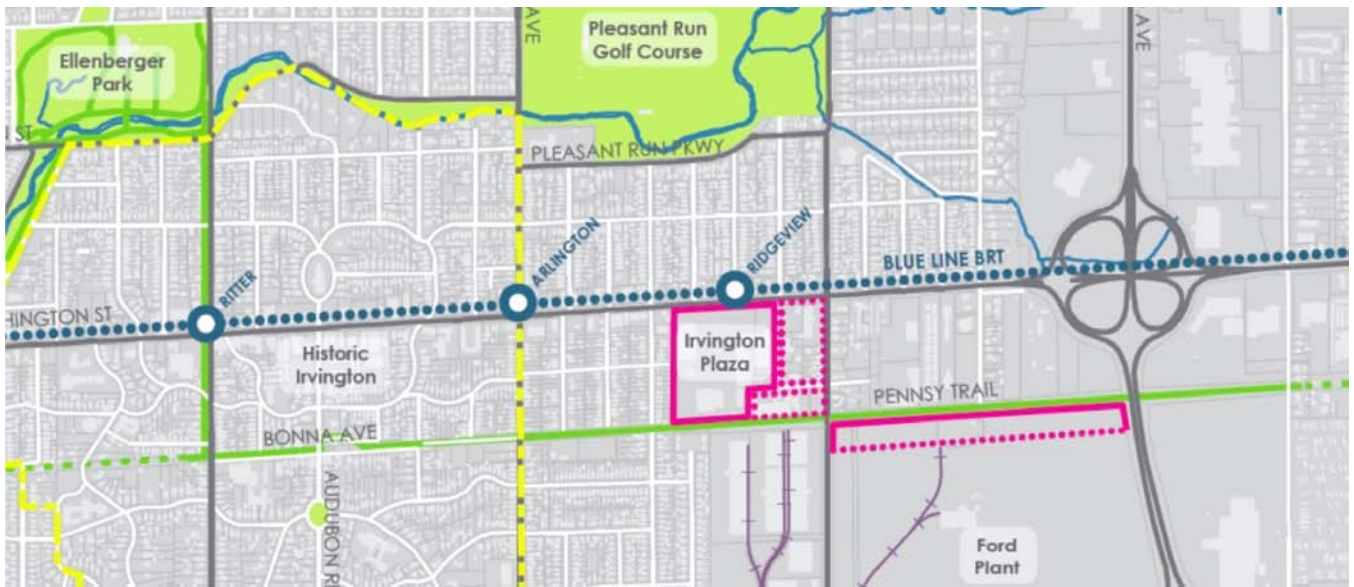 Ellenberger
Park
AVE
Pleasant Run
Golf Course
AVE
N ST
PLEASANT RUN PKWY
RITTER
ARLINGTON
RIDGEVIEW
BLUE LINE BRT
HINGTON ST
Historic
Irvington
Irvington
Plaza
PENNSY TRAIL
BONNA AVE
AUDUBON R
Ford
Plant